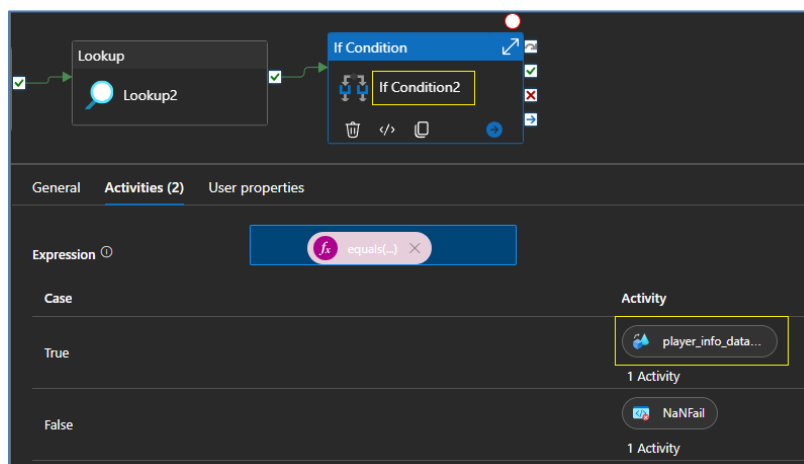 Lookup
Lookup2
If Condition
If Condition2
</>
General Activities (2) User properties
Expression
fx equals(...)
Case Activity
True player_info_data...
1 Activity
False NaNFail
1 Activity